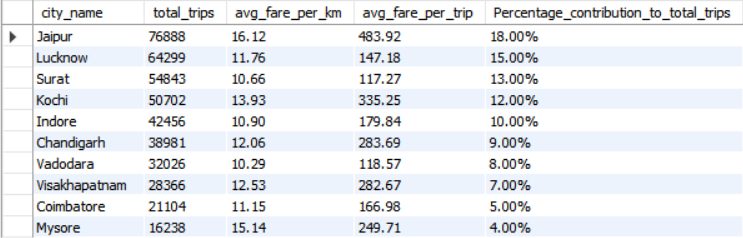 city_name total_trips avg_fare_per_km avg_fare_per_trip Percentage_contribution_to_total_trips
Jaipur 76888 16.12 483.92 18.00%
Lucknow 64299 11.76 147.18 15.00%
Surat 54843 10.66 117.27 13.00%
Kochi 50702 13.93 335.25 12.00%
Indore 42456 10.90 179.84 10.00%
Chandigarh 38981 12.06 283.69 9.00%
Vadodara 32026 10.29 118.57 8.00%
Visakhapatnam 28366 12.53 282.67 7.00%
Coimbatore 21104 11.15 166.98 5.00%
Mysore 16238 15.14 249.71 4.00%